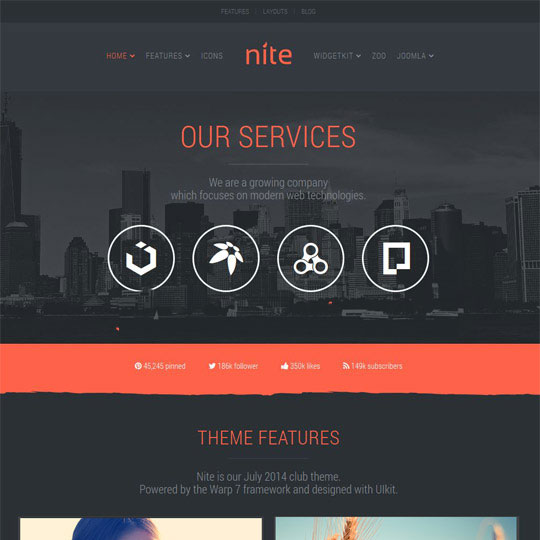 FEATURES | LAYOUTS | BLOG
HOME FEATURES ICONS nite WIDGETKIT ZOO JOOMLA
OUR SERVICES
We are a growing company
which focuses on modern web technologies.
45,245 pinned 186k follower 350k likes 149k subscribers
THEME FEATURES
Nite is our July 2014 club theme.
Powered by the Warp 7 framework and designed with UIkit.